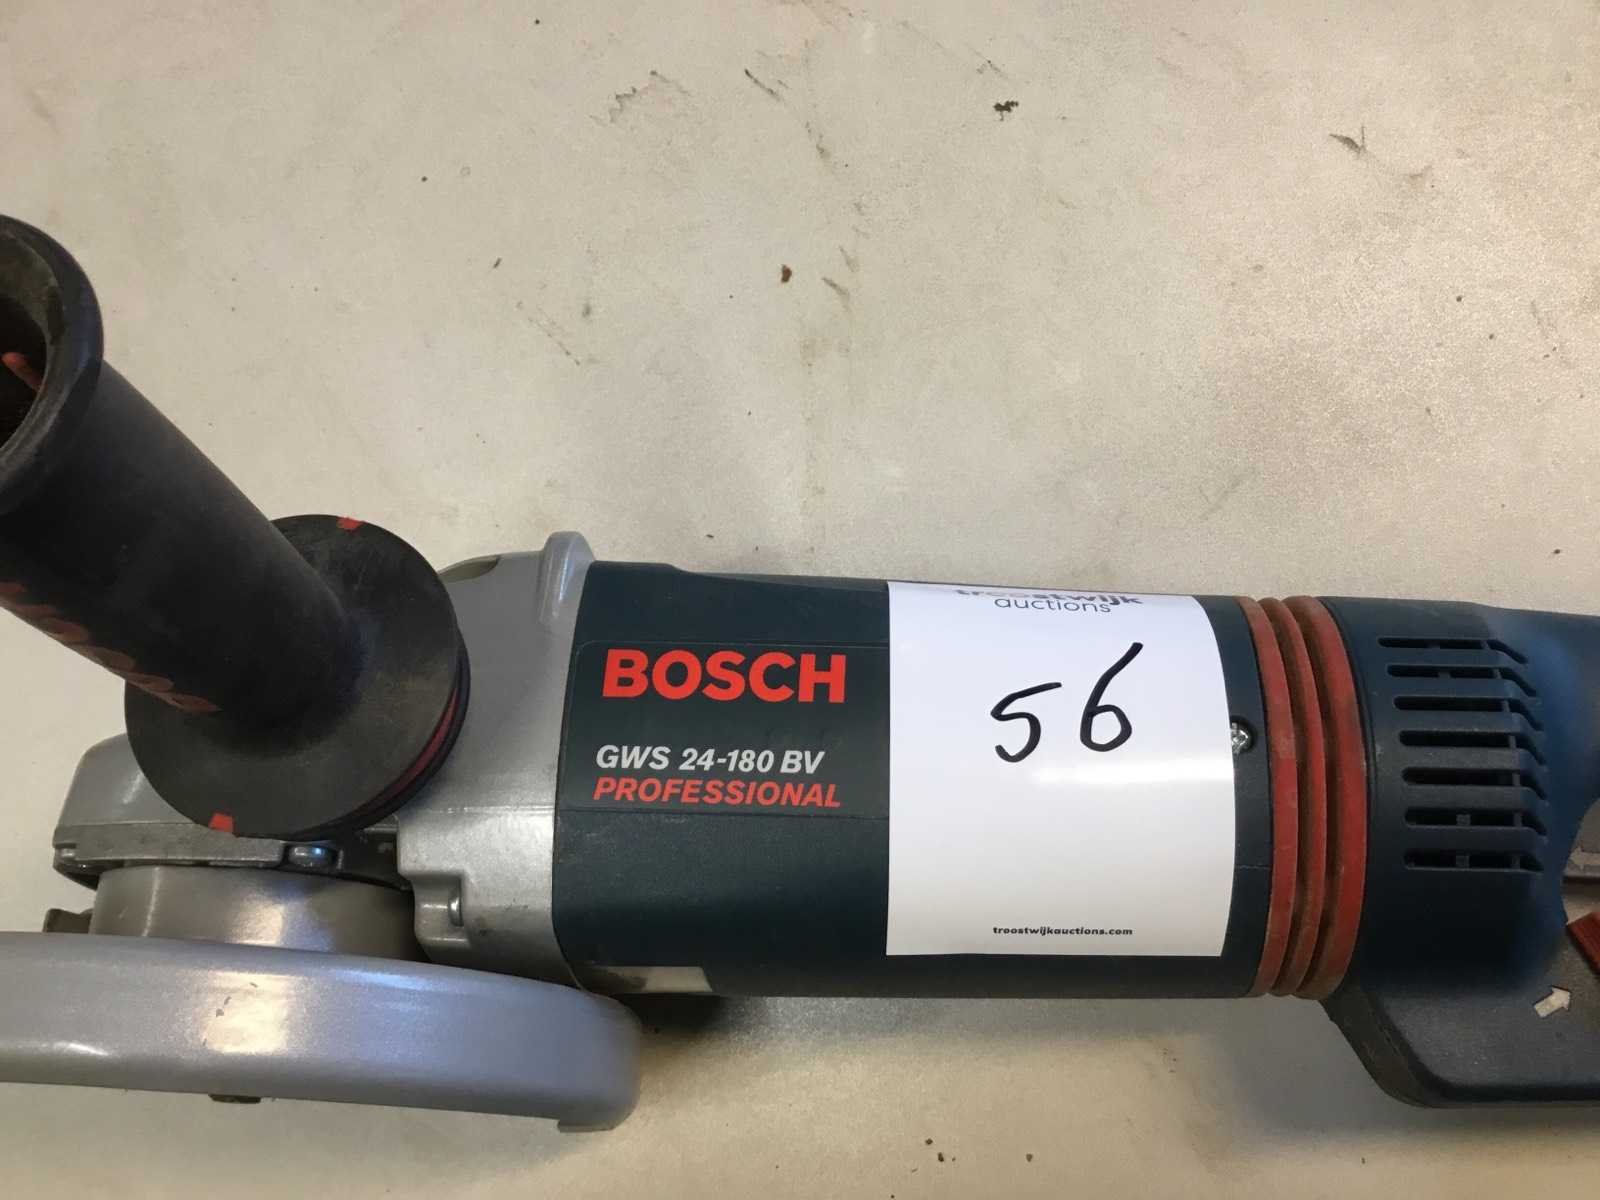 BOSCH
GWS 24-180 BV
PROFESSIONAL
troostwijk
auctions
56
troostwijkauctions.com